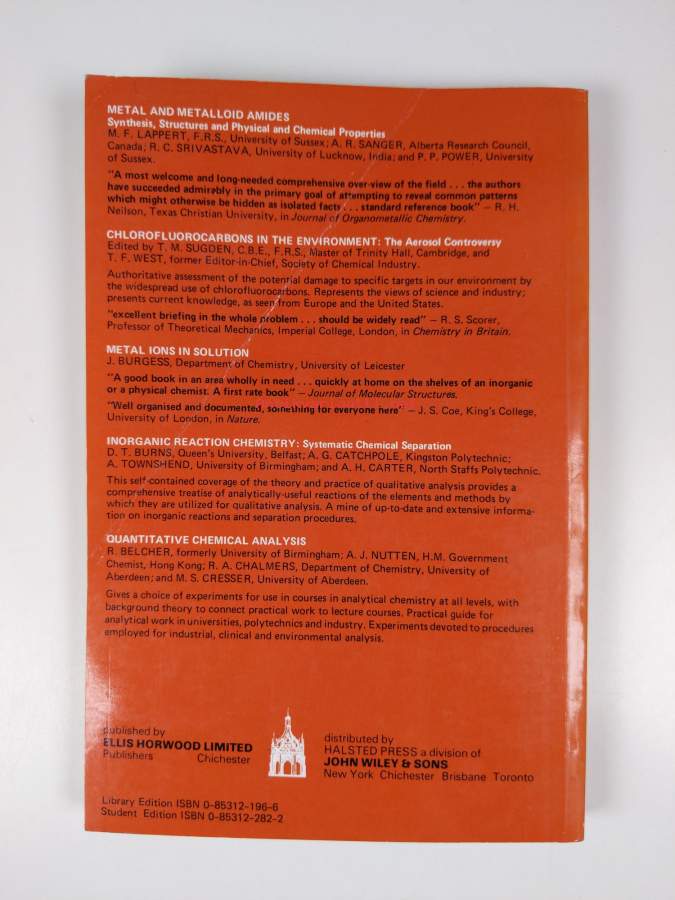 METAL AND METALLOID AMIDES
Synthesis, Structures and Physical and Chemical Properties
M. F. LAPPERT, F.R.S., University of Sussex; A. R. SANGER, Alberta Research Council,
Canada; R. C. SRIVASTAVA, University of Lucknow, India; and P. P. POWER, University
of Sussex.
"A most welcome and long-needed comprehensive over-view of the field . . . the authors
have succeeded admirably in the primary goal of attempting to reveal common patterns
which might otherwise be hidden as isolated facts . . . standard reference book" – R. H.
Neilson, Texas Christian University, in Journal of Organometallic Chemistry.
CHLOROFLUOROCARBONS IN THE ENVIRONMENT: The Aerosol Controversy
Edited by T. M. SUGDEN, C.B.E., F.R.S., Master of Trinity Hall, Cambridge, and
T. F. WEST, former Editor-in-Chief, Society of Chemical Industry.
Authoritative assessment of the potential damage to specific targets in our environment by
the widespread use of chlorofluorocarbons. Represents the views of science and industry;
presents current knowledge, as seen from Europe and the United States.
"excellent briefing in the whole problem . . . should be widely read" – R. S. Scorer,
Professor of Theoretical Mechanics, Imperial College, London, in Chemistry in Britain.
METAL IONS IN SOLUTION
J. BURGESS, Department of Chemistry, University of Leicester
"A good book in an area wholly in need . . . quickly at home on the shelves of an inorganic
or a physical chemist. A first rate book" – Journal of Molecular Structures.
"Well organised and documented, something for everyone here" – J. S. Coe, King's College,
University of London, in Nature.
INORGANIC REACTION CHEMISTRY: Systematic Chemical Separation
D. T. BURNS, Queen's University, Belfast; A. G. CATCHPOLE, Kingston Polytechnic;
A. TOWNSHEND, University of Birmingham; and A. H. CARTER, North Staffs Polytechnic.
This self-contained coverage of the theory and practice of qualitative analysis provides a
comprehensive treatise of analytically-useful reactions of the elements and methods by
which they are utilized for qualitative analysis. A mine of up-to-date and extensive informa-
tion on inorganic reactions and separation procedures.
QUANTITATIVE CHEMICAL ANALYSIS
R. BELCHER, formerly University of Birmingham; A. J. NUTTEN, H.M. Government
Chemist, Hong Kong; R. A. CHALMERS, Department of Chemistry, University of
Aberdeen; and M. S. CRESSER, University of Aberdeen.
Gives a choice of experiments for use in courses in analytical chemistry at all levels, with
background theory to connect practical work to lecture courses. Practical guide for
analytical work in universities, polytechnics and industry. Experiments devoted to procedures
employed for industrial, clinical and environmental analysis.
published by
ELLIS HORWOOD LIMITED
Publishers Chichester
distributed by
HALSTED PRESS a division of
JOHN WILEY & SONS
New York Chichester Brisbane Toronto
Library Edition ISBN 0-85312-196-6
Student Edition ISBN 0-85312-282-2